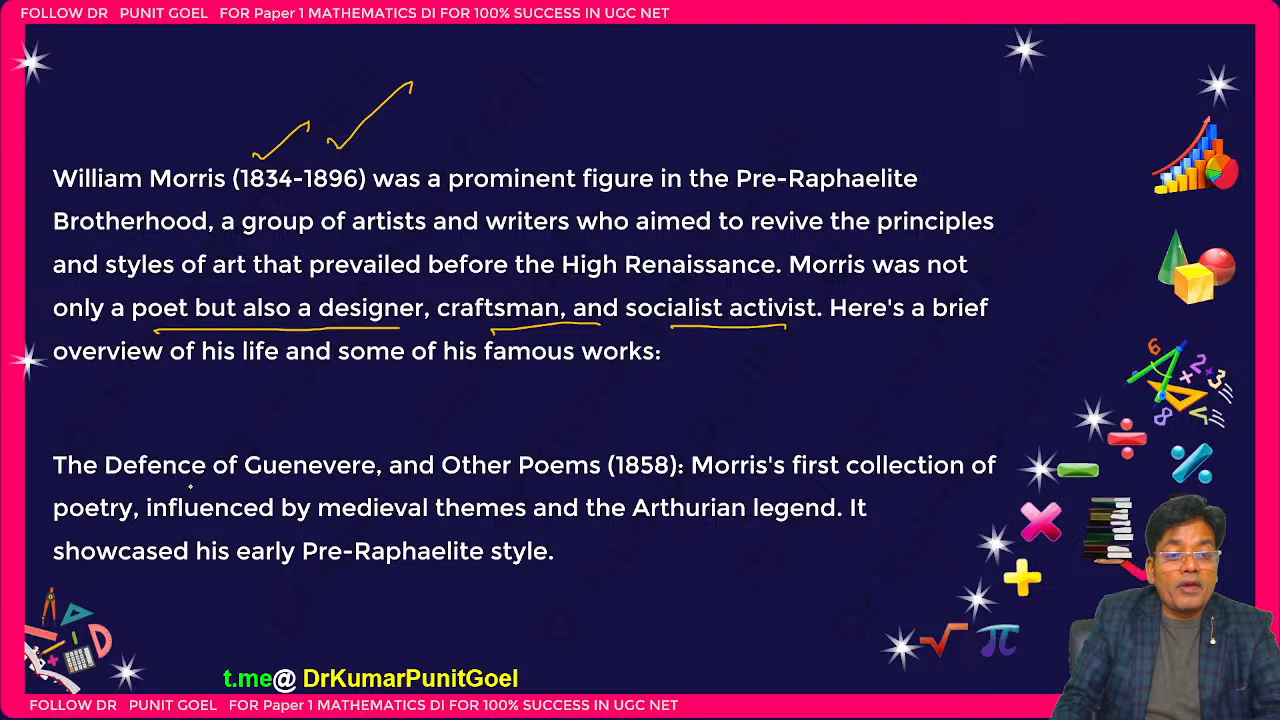 FOLLOW DR PUNIT GOEL FOR Paper 1 MATHEMATICS DI FOR 100% SUCCESS IN UGC NET
William Morris (1834-1896) was a prominent figure in the Pre-Raphaelite
Brotherhood, a group of artists and writers who aimed to revive the principles
and styles of art that prevailed before the High Renaissance. Morris was not
only a poet but also a designer, craftsman, and socialist activist. Here's a brief
overview of his life and some of his famous works:
The Defence of Guenevere, and Other Poems (1858): Morris's first collection of
poetry, influenced by medieval themes and the Arthurian legend. It
showcased his early Pre-Raphaelite style.
t.me@ DrKumarPunitGoel
FOLLOW DR PUNIT GOEL FOR Paper 1 MATHEMATICS DI FOR 100% SUCCESS IN UGC NET